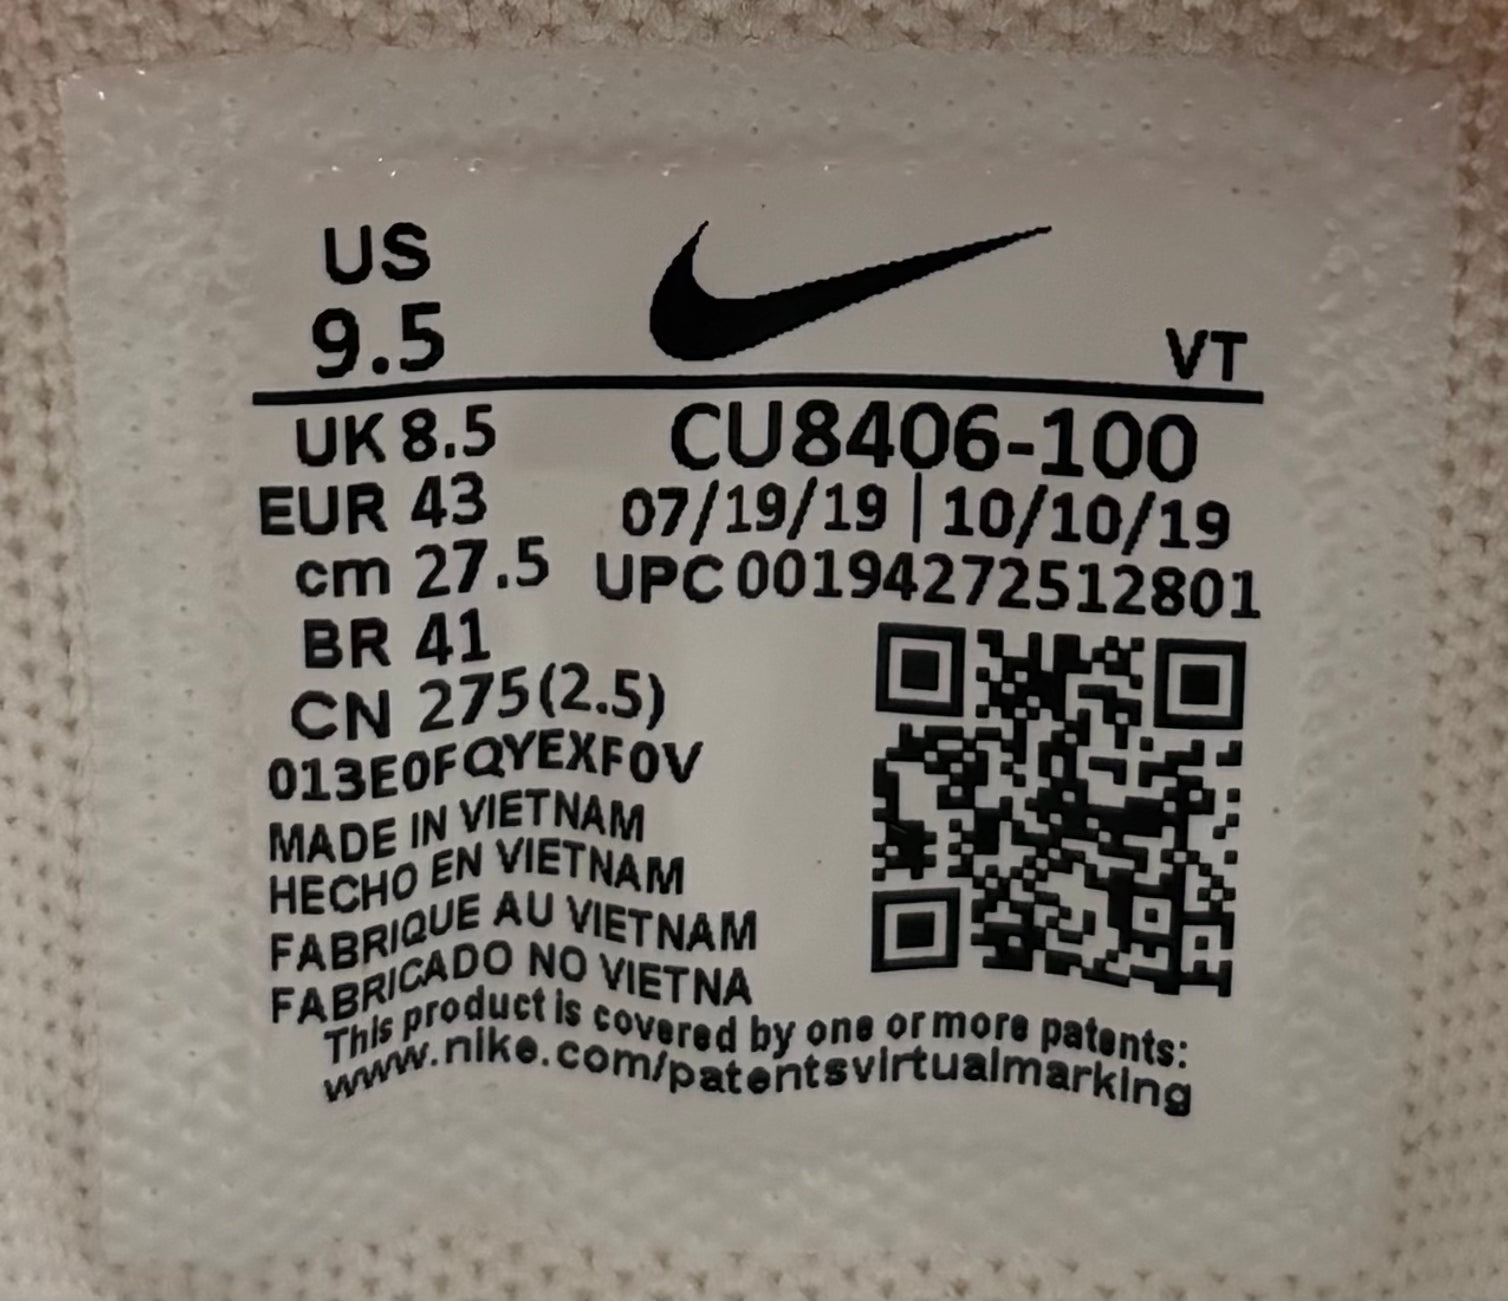 US
9.5
VT
UK 8.5
EUR 43
cm 27.5
BR 41
CN 275(2.5)
CU8406-100
07/19/19 | 10/10/19
UPC 00194272512801
013E0FQYEXF0V
MADE IN VIETNAM
HECHO EN VIETNAM
FABRIQUE AU VIETNAM
FABRICADO NO VIETNA
This product is covered by one or more patents:
www.nike.com/patentsvirtualmarking